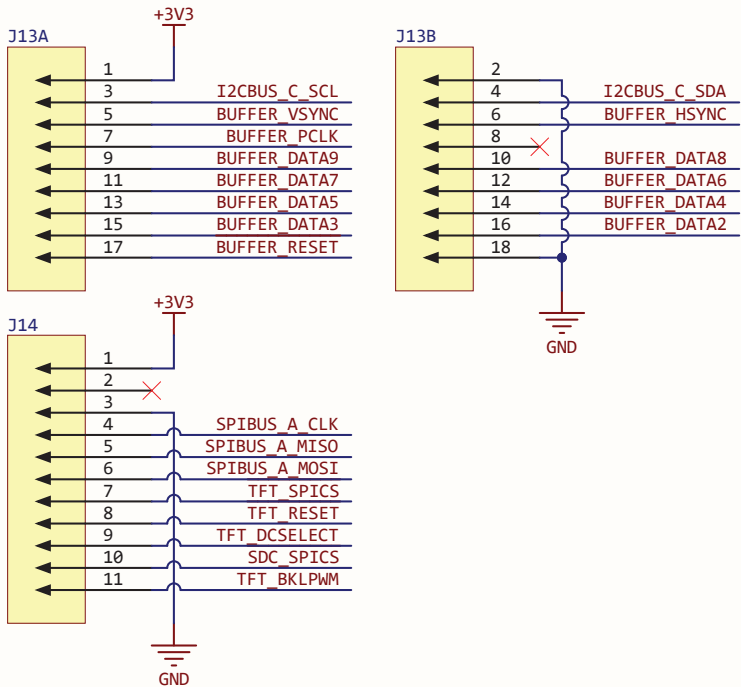 +3V3
J13A
1
3 I2CBUS_C_SCL
5 BUFFER_VSYNC
7 BUFFER_PCLK
9 BUFFER_DATA9
11 BUFFER_DATA7
13 BUFFER_DATA5
15 BUFFER_DATA3
17 BUFFER_RESET
J13B
2
4 I2CBUS_C_SDA
6 BUFFER_HSYNC
8
10 BUFFER_DATA8
12 BUFFER_DATA6
14 BUFFER_DATA4
16 BUFFER_DATA2
18
GND
+3V3
J14
1
2
3
4 SPIBUS_A_CLK
5 SPIBUS_A_MISO
6 SPIBUS_A_MOSI
7 TFT_SPICS
8 TFT_RESET
9 TFT_DCSELECT
10 SDC_SPICS
11 TFT_BKLPWM
GND